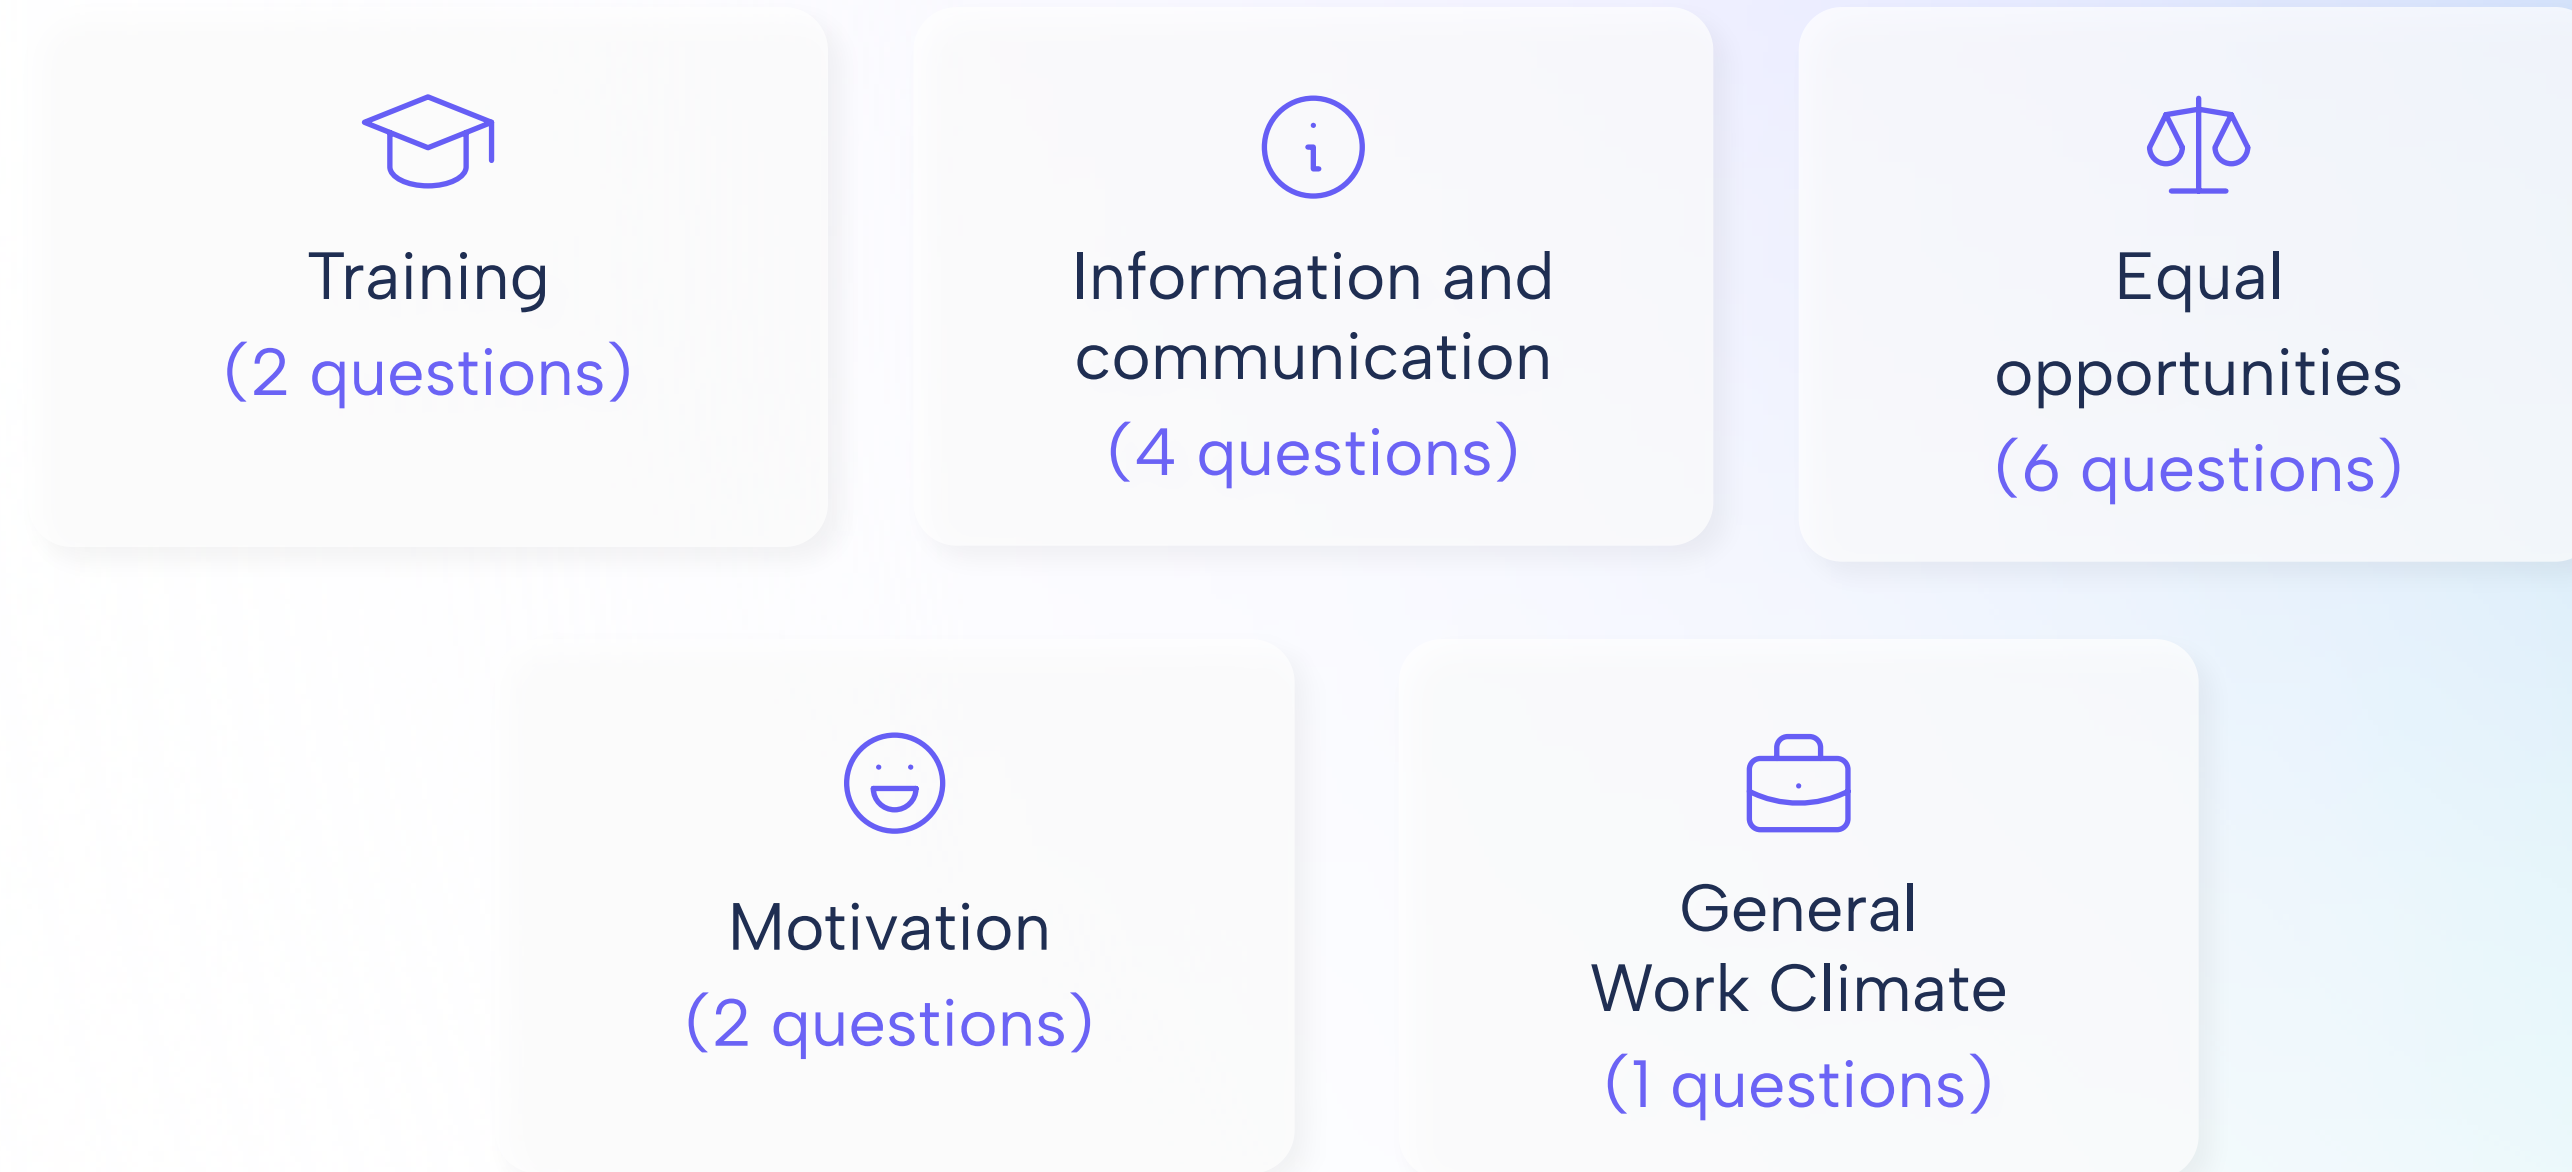 Training
(2 questions)
Information and
communication
(4 questions)
Equal
opportunities
(6 questions)
Motivation
(2 questions)
General
Work Climate
(1 questions)